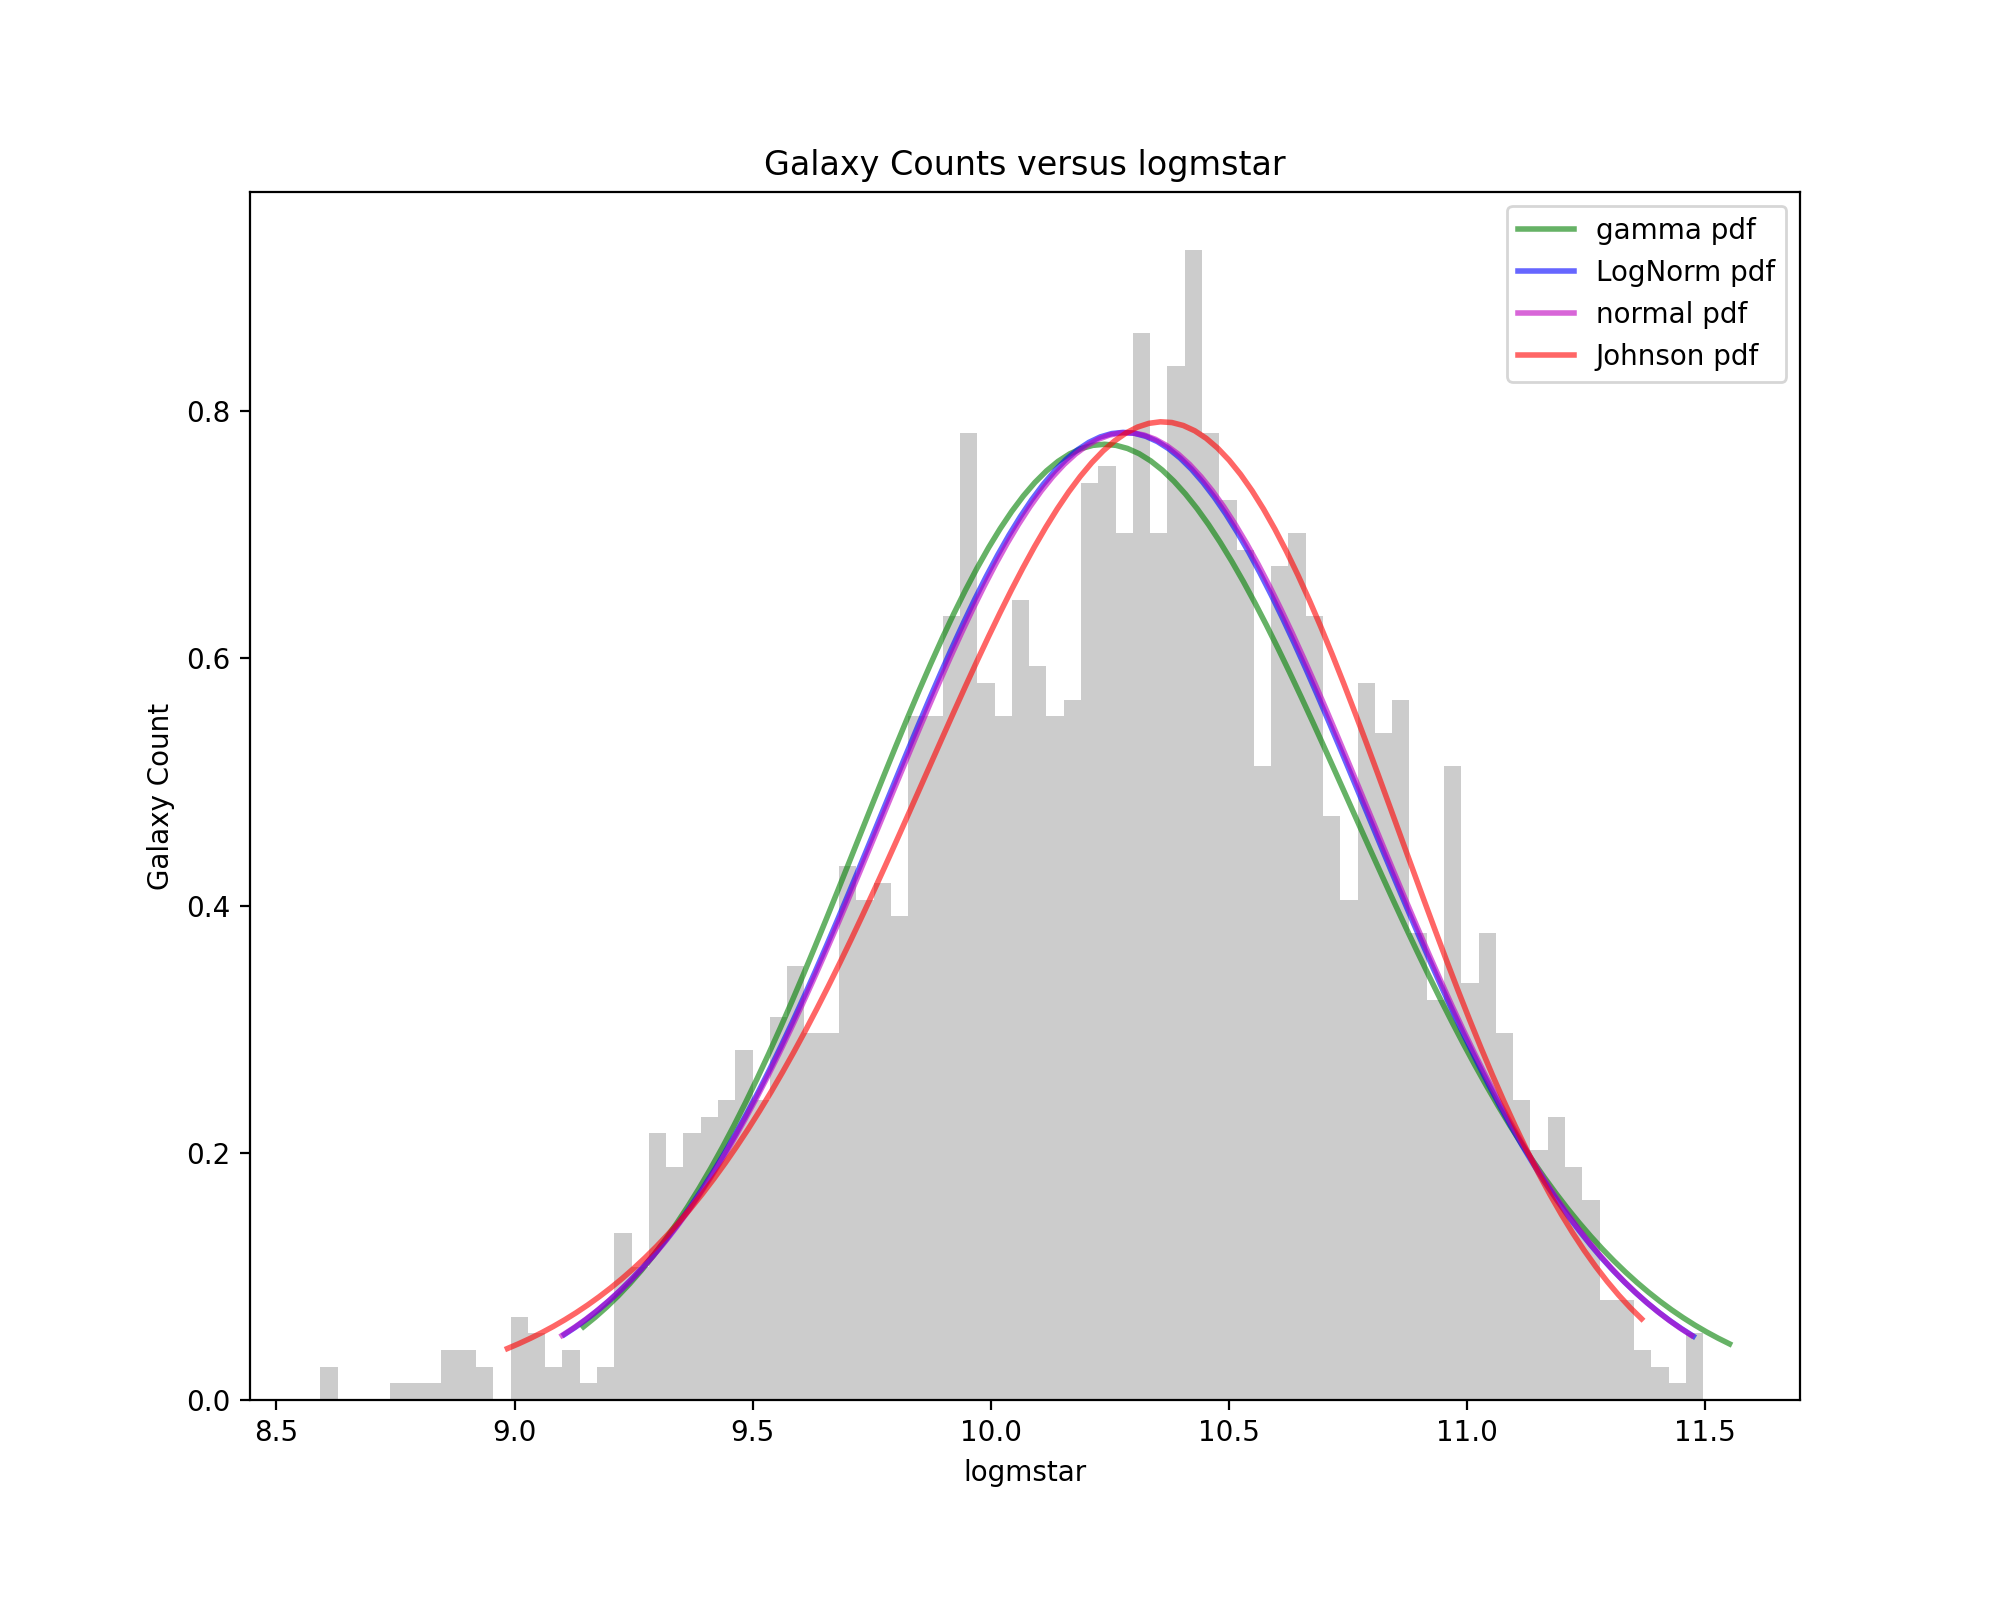 Galaxy Counts versus logmstar
gamma pdf
LogNorm pdf
normal pdf
Johnson pdf
Galaxy Count
0.8
0.6
0.4
0.2
0.0
8.5 9.0 9.5 10.0 10.5 11.0 11.5
logmstar